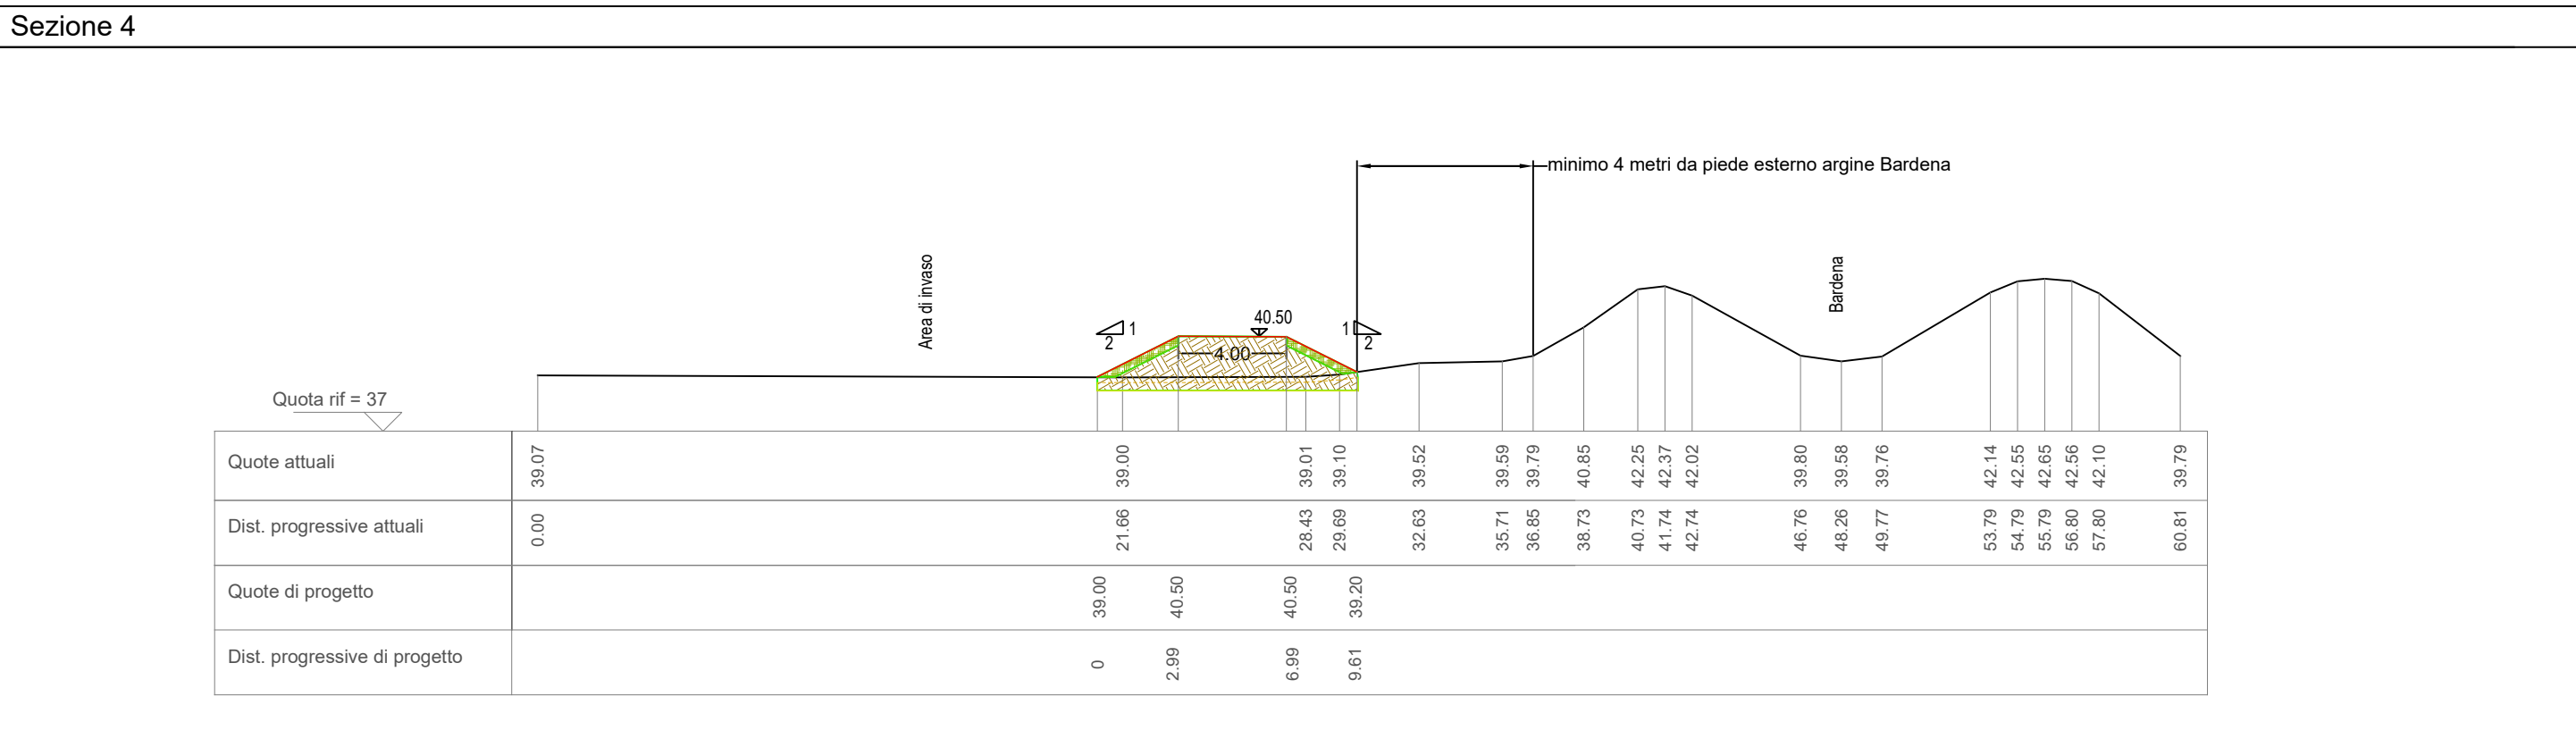 Sezione 4
minimo 4 metri da piede esterno argine Bardena
Area di invaso
Bardena
40.50
1
2
1
2
4.00
Quota rif = 37
Quote attuali
39.07 39.00 39.01 39.10 39.52 39.59 39.79 40.85 42.25 42.37 42.02 39.80 39.58 39.76 42.14 42.55 42.65 42.56 42.10 39.79
Dist. progressive attuali
0.00 21.66 28.43 29.69 32.63 35.71 36.85 38.73 40.73 41.74 42.74 46.76 48.26 49.77 53.79 54.79 55.79 56.80 57.80 60.81
Quote di progetto
39.00 40.50 40.50 39.20
Dist. progressive di progetto
0 2.99 6.99 9.61